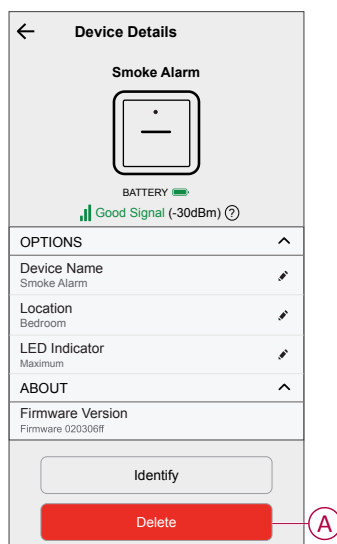 Device Details
Smoke Alarm
BATTERY
Good Signal (-30dBm) ?
OPTIONS
Device Name
Smoke Alarm
Location
Bedroom
LED Indicator
Maximum
ABOUT
Firmware Version
Firmware 020306ff
Identify
Delete
A